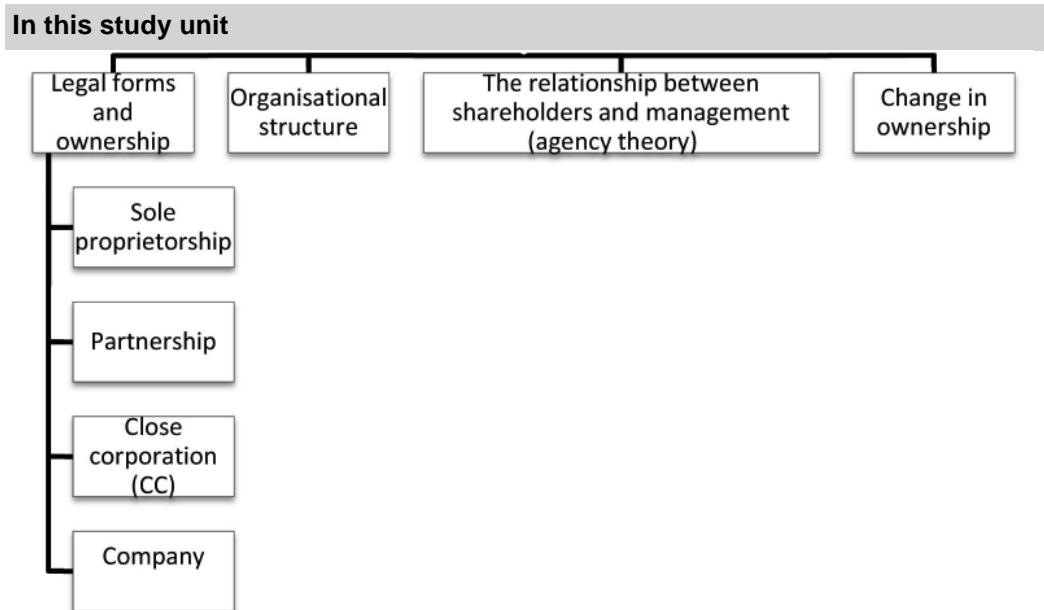 In this study unit
Legal forms
and
ownership
Organisational
structure
The relationship between
shareholders and management
(agency theory)
Change in
ownership
Sole
proprietorship
Partnership
Close
corporation
(CC)
Company